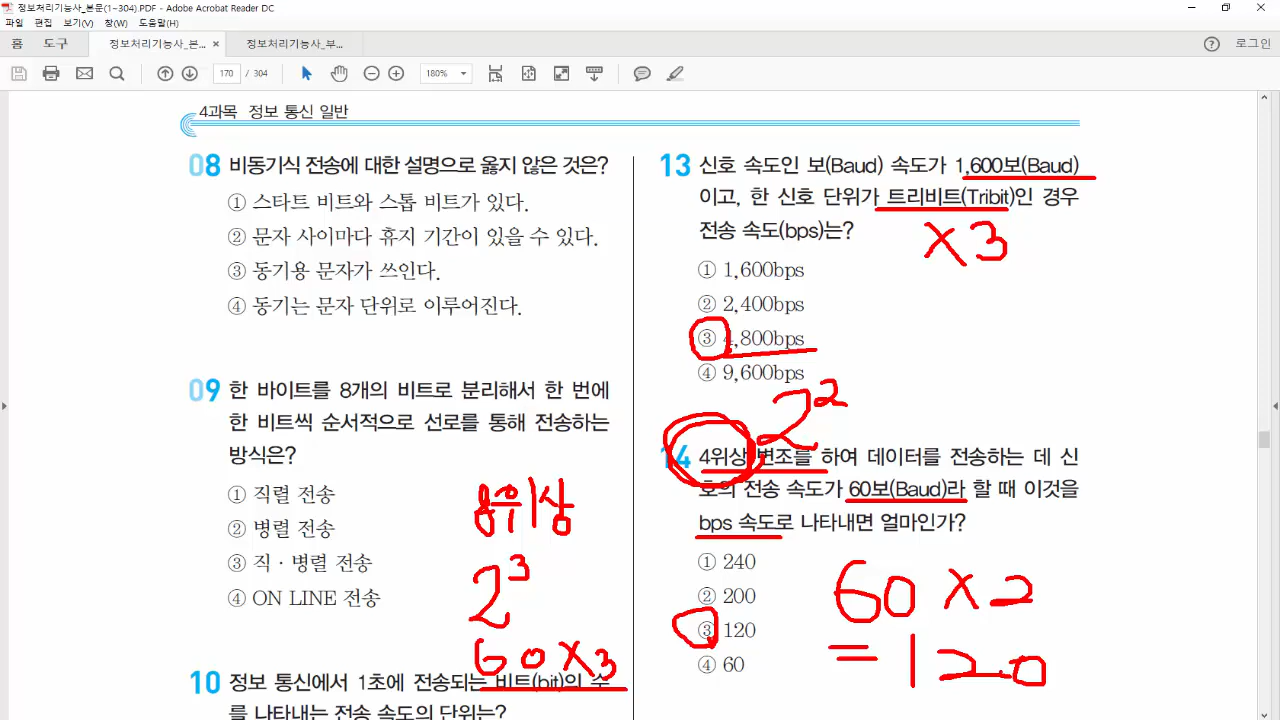 정보처리기능사_본문(1~304).PDF - Adobe Acrobat Reader DC
파일 편집 보기(V) 창(W) 도움말(H)
홈 도구 정보처리기능사_본... × 정보처리기능사_부... 로그인
170 / 304 180%
4과목 정보 통신 일반
08 비동기식 전송에 대한 설명으로 옳지 않은 것은?
① 스타트 비트와 스톱 비트가 있다.
② 문자 사이마다 휴지 기간이 있을 수 있다.
③ 동기용 문자가 쓰인다.
④ 동기는 문자 단위로 이루어진다.
09 한 바이트를 8개의 비트로 분리해서 한 번에
한 비트씩 순서적으로 선로를 통해 전송하는
방식은?
① 직렬 전송
② 병렬 전송
③ 직·병렬 전송
④ ON LINE 전송
위상
2³
60×3
10 정보 통신에서 1초에 전송되는 비트(bit)의 수
를 나타내는 전송 속도의 단위는?
13 신호 속도인 보(Baud) 속도가 1,600보(Baud)
이고, 한 신호 단위가 트리비트(Tribit)인 경우
전송 속도(bps)는?
×3
① 1,600bps
② 2,400bps
③ 4,800bps
④ 9,600bps
2²
14 4위상 변조를 하여 데이터를 전송하는 데 신
호의 전송 속도가 60보(Baud)라 할 때 이것을
bps 속도로 나타내면 얼마인가?
① 240
② 200
③ 120
④ 60
60×2
=120